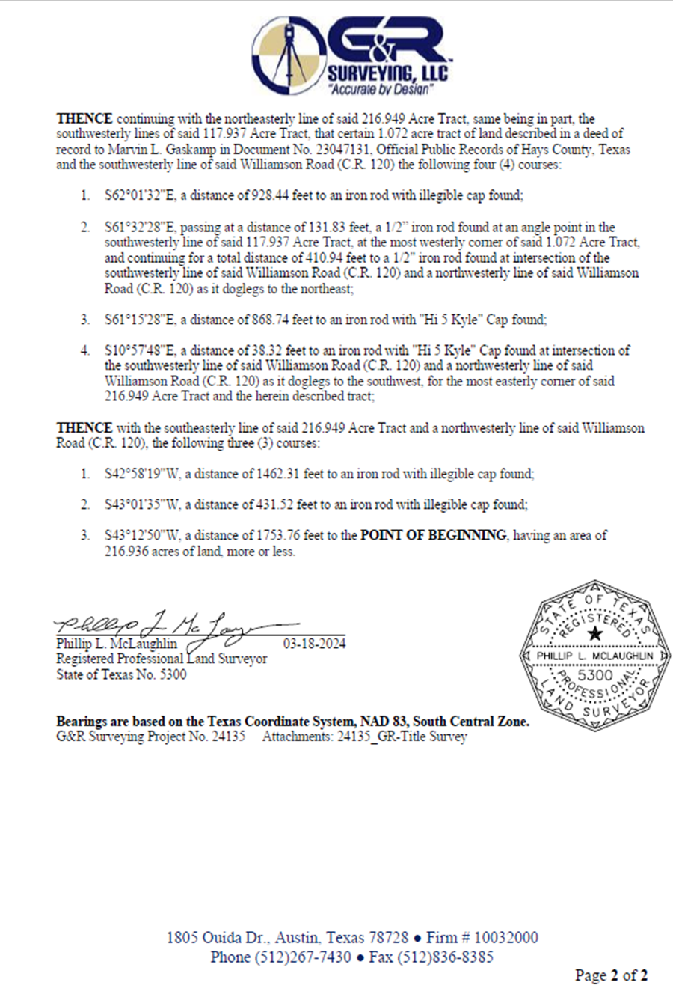 G&R
SURVEYING, LLC
"Accurate by Design"
THENCE continuing with the northeasterly line of said 216.949 Acre Tract, same being in part, the
southwesterly lines of said 117.937 Acre Tract, that certain 1.072 acre tract of land described in a deed of
record to Marvin L. Gaskamp in Document No. 23047131, Official Public Records of Hays County, Texas
and the southwesterly line of said Williamson Road (C.R. 120) the following four (4) courses:
1. S62°01'32"E, a distance of 928.44 feet to an iron rod with illegible cap found;
2. S61°32'28"E, passing at a distance of 131.83 feet, a 1/2" iron rod found at an angle point in the
southwesterly line of said 117.937 Acre Tract, at the most westerly corner of said 1.072 Acre Tract,
and continuing for a total distance of 410.94 feet to a 1/2" iron rod found at intersection of the
southwesterly line of said Williamson Road (C.R. 120) and a northwesterly line of said Williamson
Road (C.R. 120) as it doglegs to the northeast;
3. S61°15'28"E, a distance of 868.74 feet to an iron rod with "Hi 5 Kyle" Cap found;
4. S10°57'48"E, a distance of 38.32 feet to an iron rod with "Hi 5 Kyle" Cap found at intersection of
the southwesterly line of said Williamson Road (C.R. 120) and a northwesterly line of said
Williamson Road (C.R. 120) as it doglegs to the southwest, for the most easterly corner of said
216.949 Acre Tract and the herein described tract;
THENCE with the southeasterly line of said 216.949 Acre Tract and a northwesterly line of said Williamson
Road (C.R. 120), the following three (3) courses:
1. S42°58'19"W, a distance of 1462.31 feet to an iron rod with illegible cap found;
2. S43°01'35"W, a distance of 431.52 feet to an iron rod with illegible cap found;
3. S43°12'50"W, a distance of 1753.76 feet to the POINT OF BEGINNING, having an area of
216.936 acres of land, more or less.
Phillip L. McLaughlin 03-18-2024
Registered Professional Land Surveyor
State of Texas No. 5300
STATE OF TEXAS
REGISTERED
PHILLIP L. MCLAUGHLIN
5300
PROFESSIONAL
LAND SURVEYOR
Bearings are based on the Texas Coordinate System, NAD 83, South Central Zone.
G&R Surveying Project No. 24135 Attachments: 24135_GR-Title Survey
1805 Ouida Dr., Austin, Texas 78728 ● Firm # 10032000
Phone (512)267-7430 ● Fax (512)836-8385
Page 2 of 2